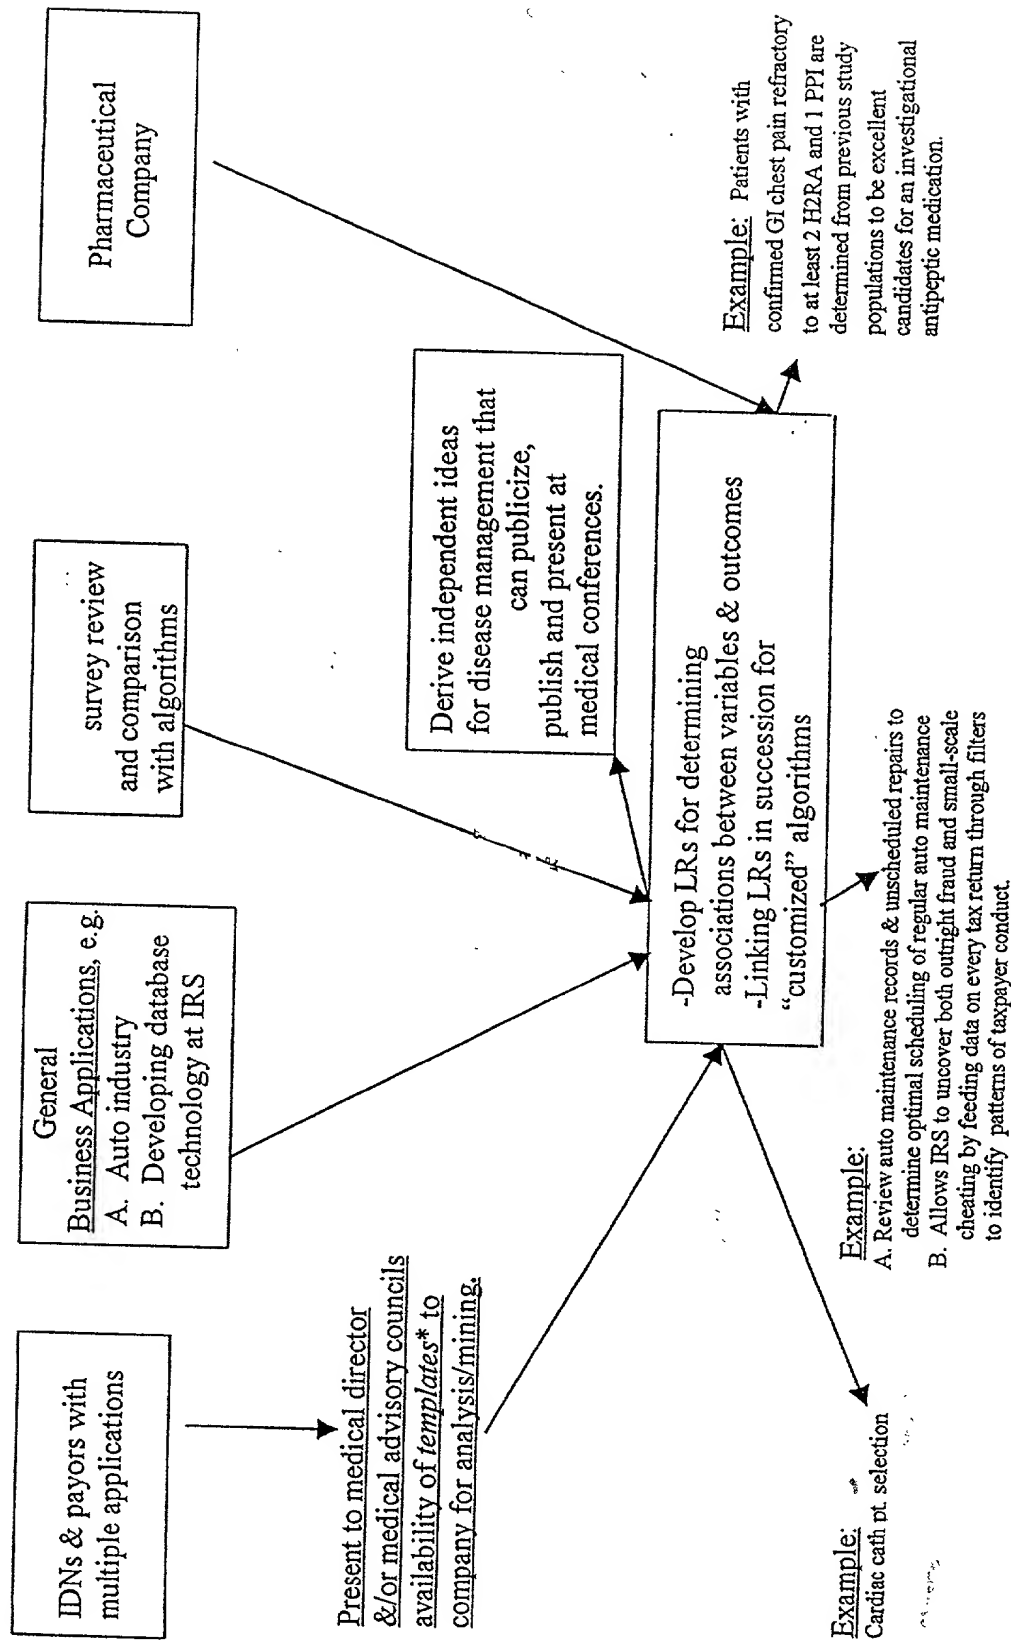 IDNs & payors with
multiple applications
General
Business Applications, e.g.
A. Auto industry
B. Developing database
technology at IRS
survey review
and comparison
with algorithms
Pharmaceutical
Company
Present to medical director
&/or medical advisory councils
availability of templates* to
company for analysis/mining.
Derive independent ideas
for disease management that
can publicize,
publish and present at
medical conferences.
-Develop LRs for determining
associations between variables & outcomes
-Linking LRs in succession for
“customized” algorithms
Example:
Cardiac cath pt. selection
Example:
A. Review auto maintenance records & unscheduled repairs to
determine optimal scheduling of regular auto maintenance
B. Allows IRS to uncover both outright fraud and small-scale
cheating by feeding data on every tax return through filters
to identify patterns of taxpayer conduct.
Example: Patients with
confirmed GI chest pain refractory
to at least 2 H2RA and 1 PPI are
determined from previous study
populations to be excellent
candidates for an investigational
antipeptic medication.